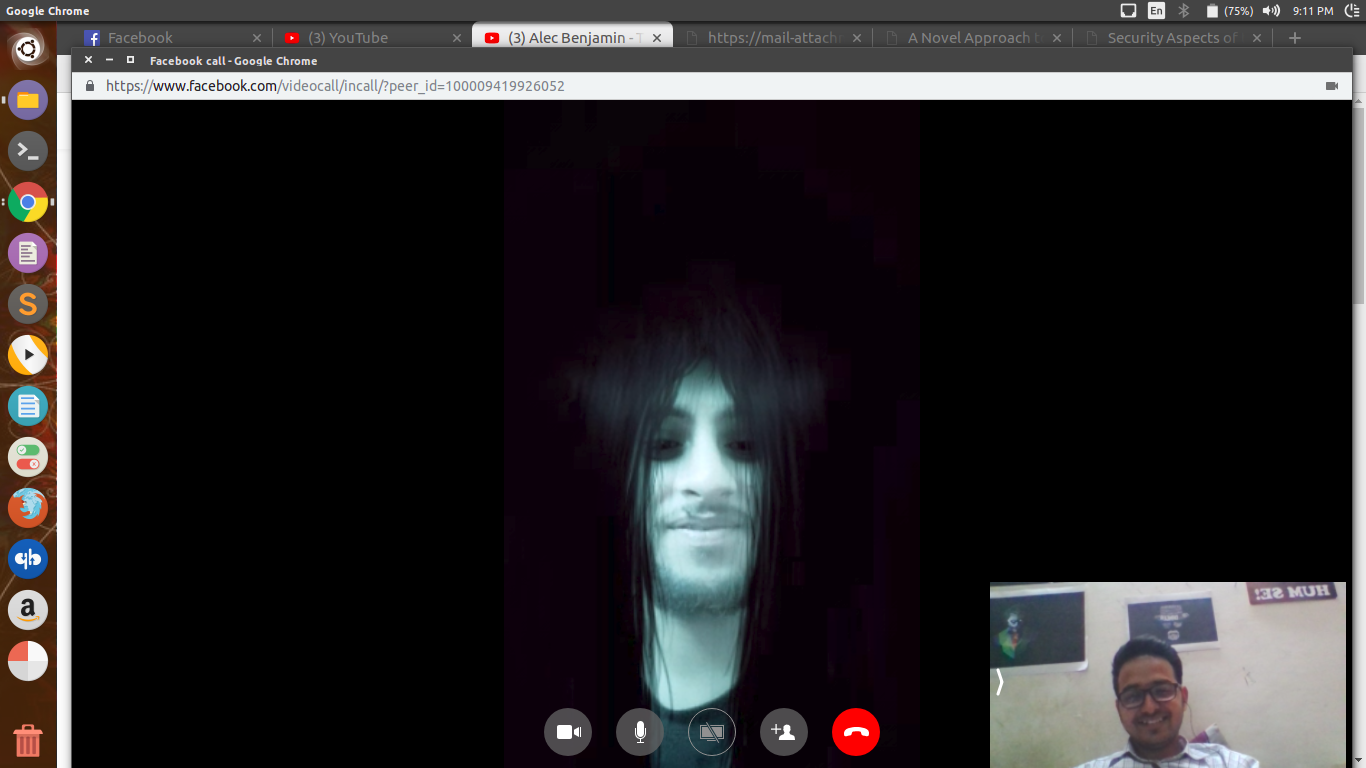 Google Chrome
En
(75%)
9:11 PM
Facebook
(3) YouTube
(3) Alec Benjamin - T
https://mail-attach
A Novel Approach t
Security Aspects of
Facebook call - Google Chrome
https://www.facebook.com/videocall/incall/?peer_id=100009419926052
HUM SE!